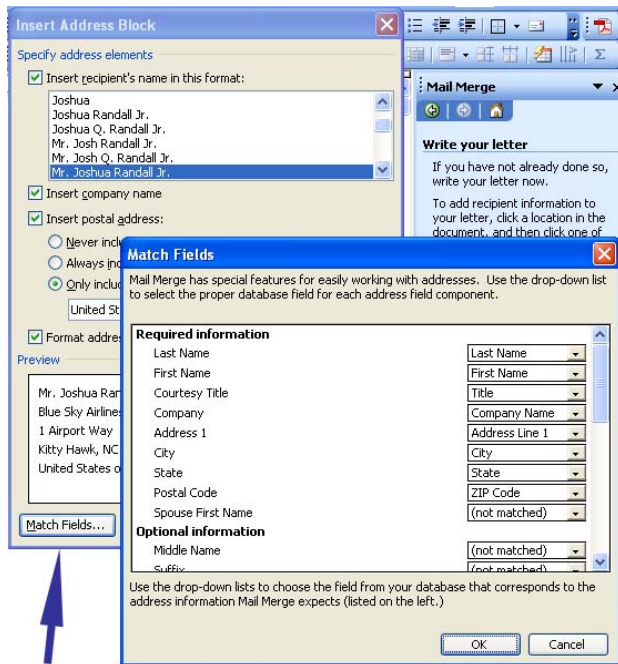 Insert Address Block
Specify address elements
Insert recipient's name in this format:
Joshua
Joshua Randall Jr.
Joshua Q. Randall Jr.
Mr. Josh Randall Jr.
Mr. Josh Q. Randall Jr.
Mr. Joshua Randall Jr.
Insert company name
Insert postal address:
Never
Always
Only
United St
Format addre
Preview
Mr. Joshua Ran
Blue Sky Airlines
1 Airport Way
Kitty Hawk, NC
United States o
Match Fields...
Mail Merge
Write your letter
If you have not already done so,
write your letter now.
To add recipient information to
your letter, click a location in the
document, and then click one of
Match Fields
Mail Merge has special features for easily working with addresses. Use the drop-down list
to select the proper database field for each address field component.
Required information
Last Name Last Name
First Name First Name
Courtesy Title Title
Company Company Name
Address 1 Address Line 1
City City
State State
Postal Code ZIP Code
Spouse First Name (not matched)
Optional information
Middle Name (not matched)
Suffix (not matched)
Use the drop-down lists to choose the field from your database that corresponds to the
address information Mail Merge expects (listed on the left.)
OK Cancel